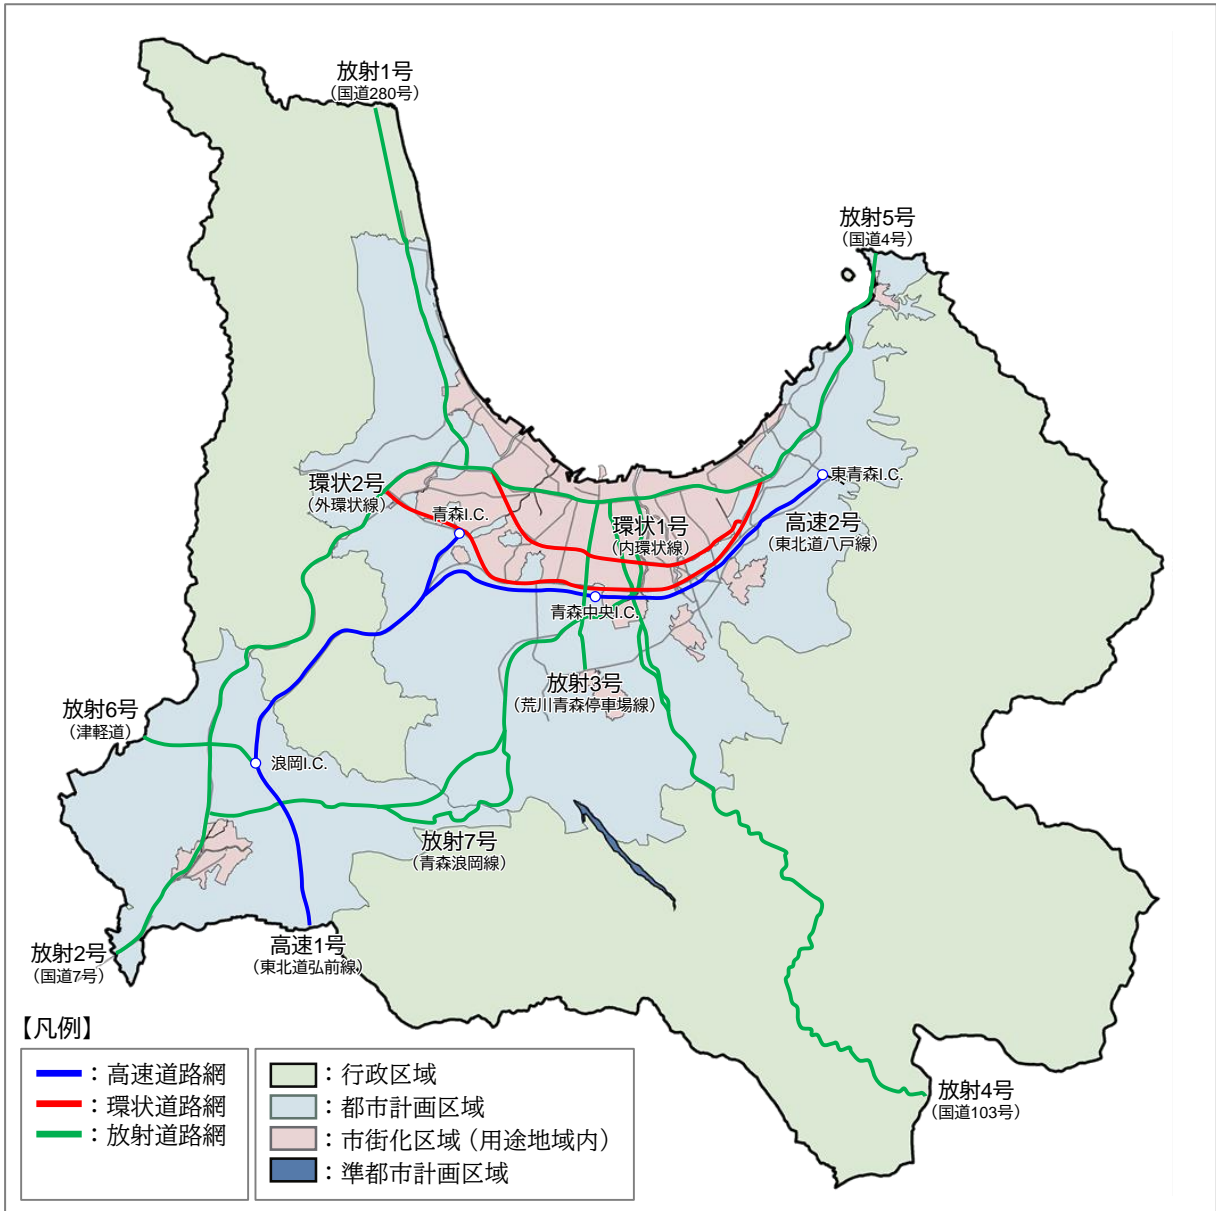 放射1号
（国道280号）
放射5号
（国道4号）
環状2号
（外環状線）
青森I.C.
東青森I.C.
環状1号
（内環状線）
高速2号
（東北道八戸線）
青森中央I.C.
放射3号
（荒川青森停車場線）
放射6号
（津軽道）
浪岡I.C.
放射7号
（青森浪岡線）
放射2号
（国道7号）
高速1号
（東北道弘前線）
放射4号
（国道103号）
【凡例】
：高速道路網
：環状道路網
：放射道路網
：行政区域
：都市計画区域
：市街化区域（用途地域内）
：準都市計画区域